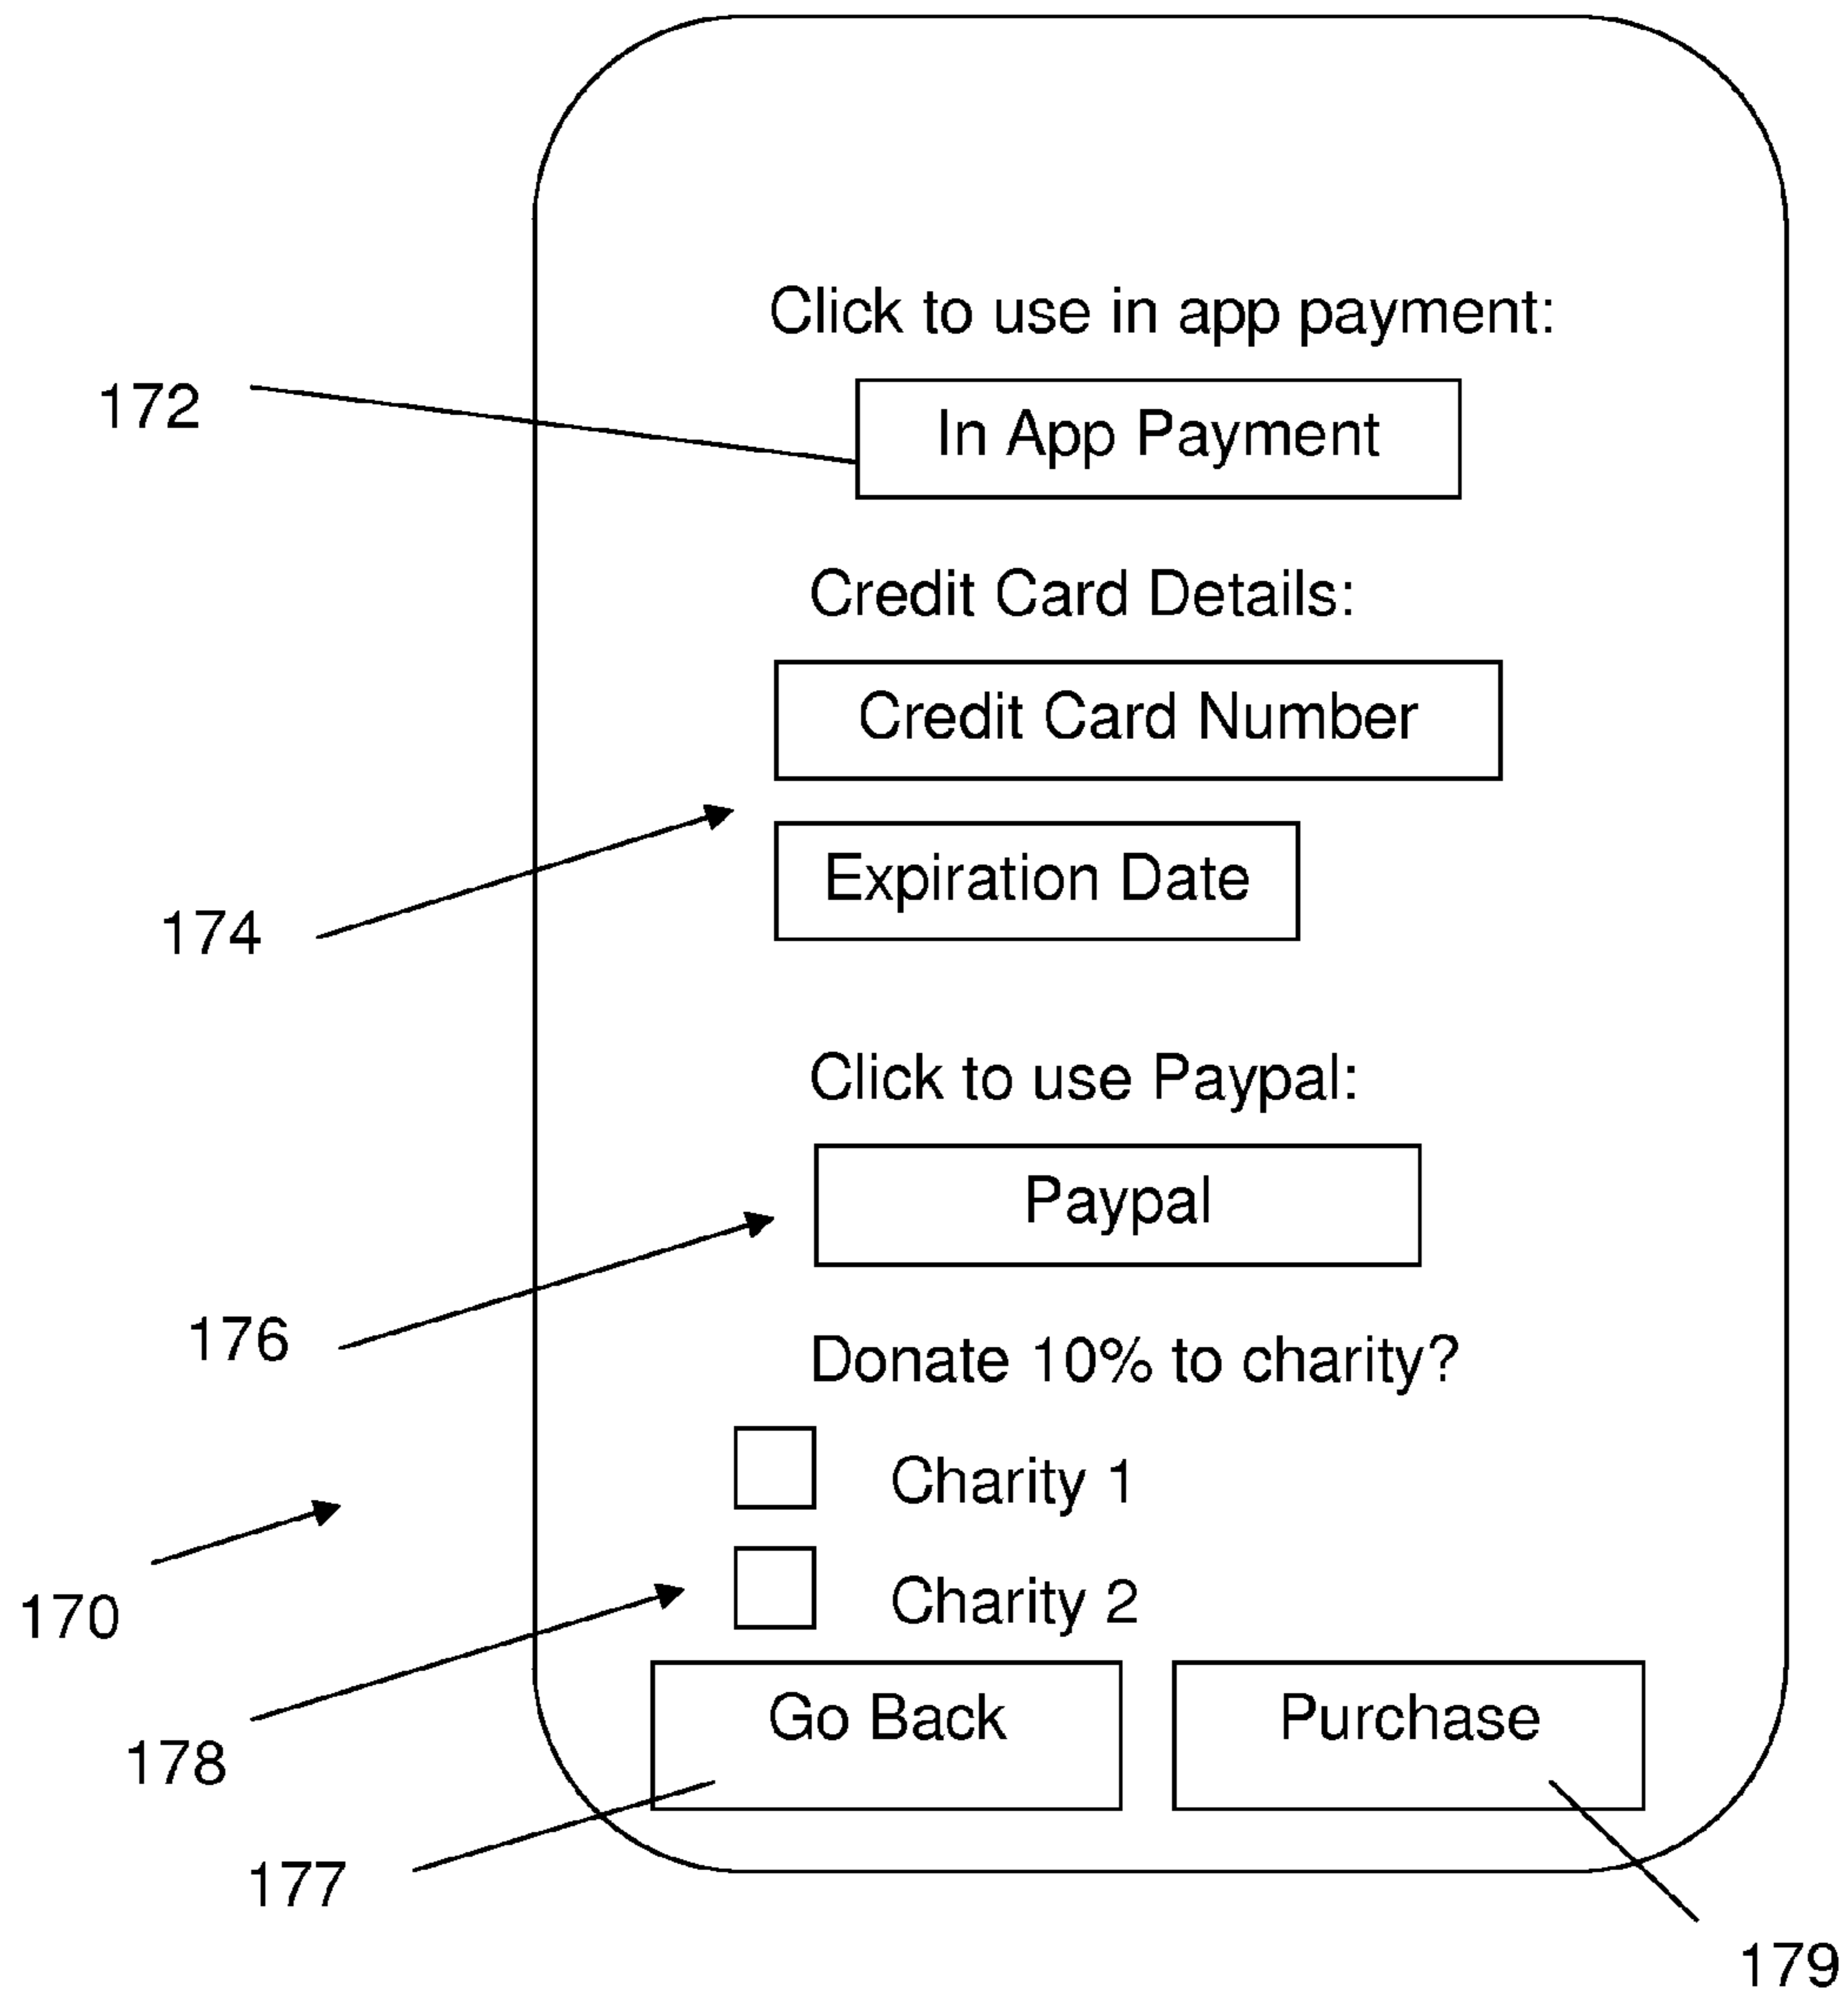 Click to use in app payment:
172
In App Payment
Credit Card Details:
Credit Card Number
174
Expiration Date
Click to use Paypal:
Paypal
176
Donate 10% to charity?
Charity 1
170
Charity 2
178
Go Back
Purchase
177
179